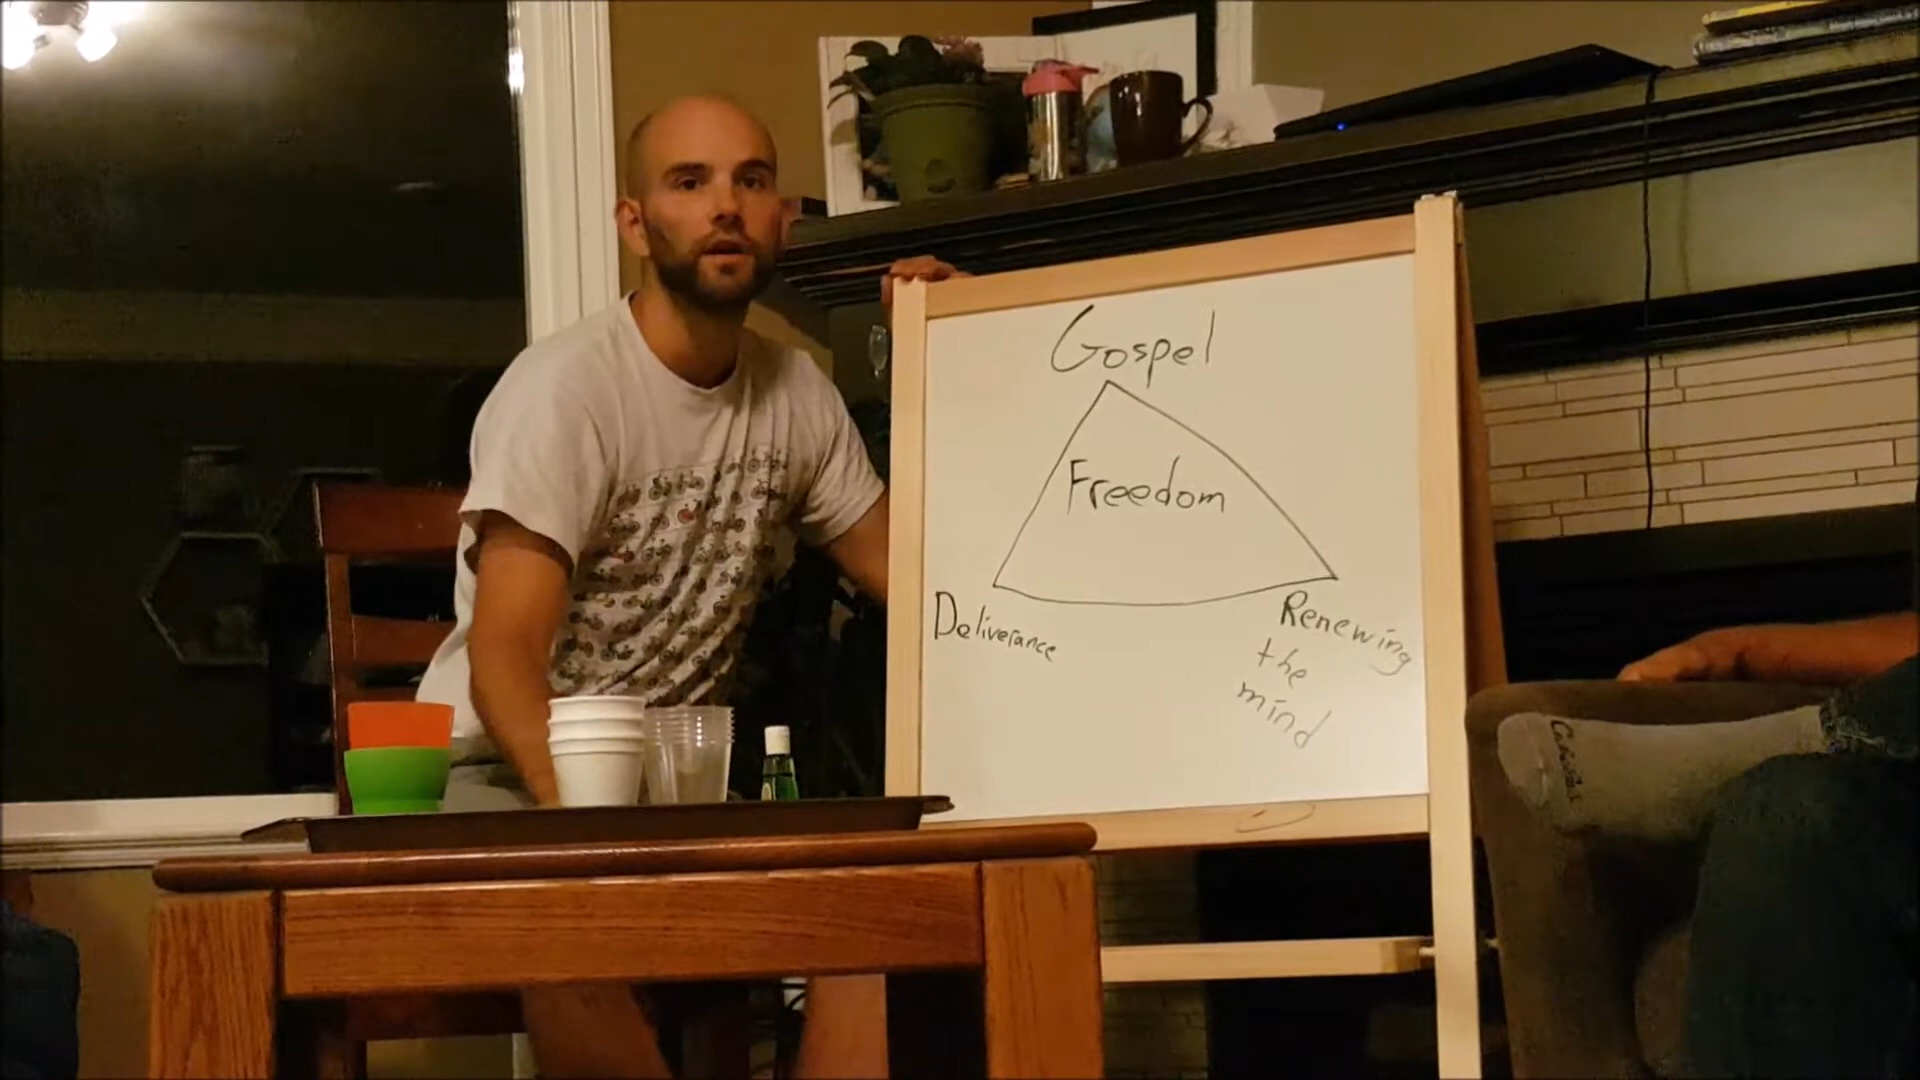 Gospel
Freedom
Deliverance
Renewing
the
mind